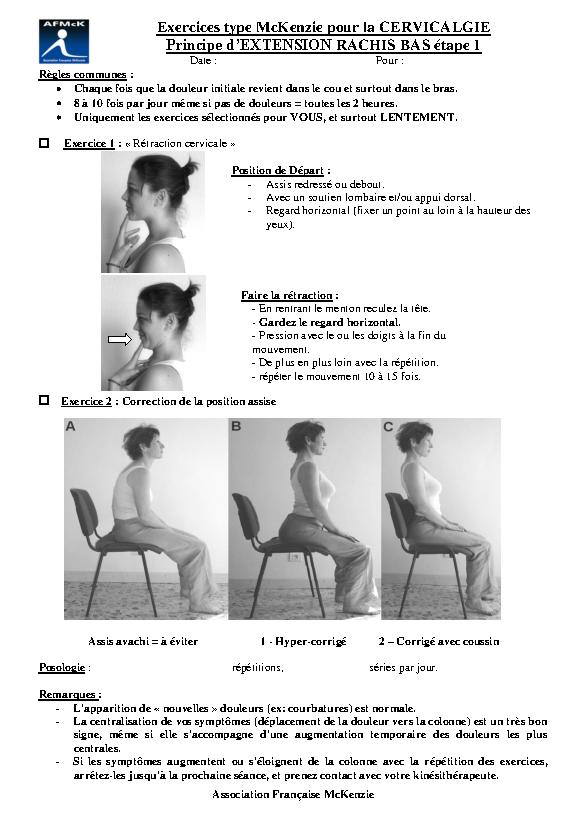 AFMcK
Association Française McKenzie
Exercices type McKenzie pour la CERVICALGIE
Principe d'EXTENSION RACHIS BAS étape 1
Date : Pour :
Règles communes :
• Chaque fois que la douleur initiale revient dans le cou et surtout dans le bras.
• 8 à 10 fois par jour même si pas de douleurs = toutes les 2 heures.
• Uniquement les exercices sélectionnés pour VOUS, et surtout LENTEMENT.
Exercice 1 : « Rétraction cervicale »
Position de Départ :
- Assis redressé ou debout.
- Avec un soutien lombaire et/ou appui dorsal.
- Regard horizontal (fixer un point au loin à la hauteur des
yeux).
Faire la rétraction :
- En rentrant le menton reculez la tête.
- Gardez le regard horizontal.
- Pression avec le ou les doigts à la fin du
mouvement.
- De plus en plus loin avec la répétition.
- répéter le mouvement 10 à 15 fois.
Exercice 2 : Correction de la position assise
A B C
Assis avachi = à éviter 1 - Hyper-corrigé 2 – Corrigé avec coussin
Posologie : répétitions, séries par jour.
Remarques :
- L'apparition de « nouvelles » douleurs (ex: courbatures) est normale.
- La centralisation de vos symptômes (déplacement de la douleur vers la colonne) est un très bon
signe, même si elle s'accompagne d'une augmentation temporaire des douleurs les plus
centrales.
- Si les symptômes augmentent ou s'éloignent de la colonne avec la répétition des exercices,
arrêtez-les jusqu'à la prochaine séance, et prenez contact avec votre kinésithérapeute.
Association Française McKenzie